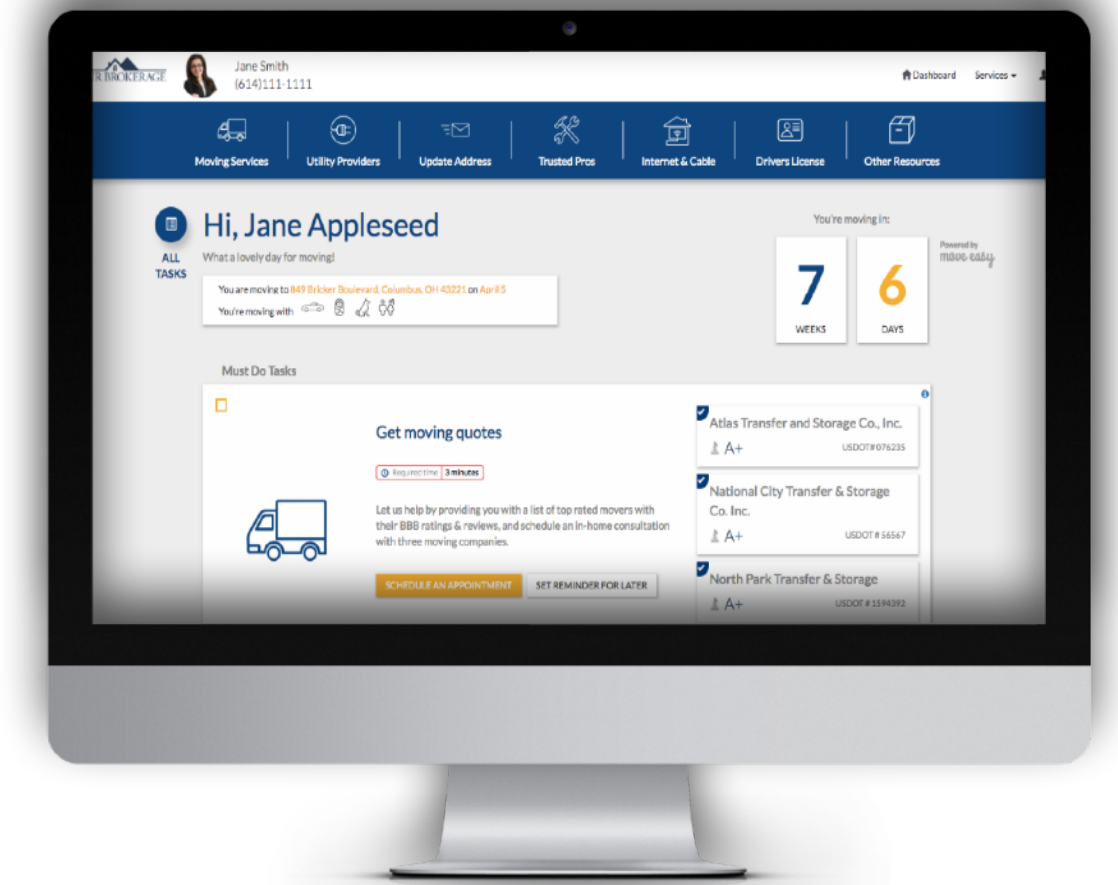 R BROKERAGE
Jane Smith
(614)111-1111
Dashboard
Services
Moving Services
Utility Providers
Update Address
Trusted Pros
Internet & Cable
Drivers License
Other Resources
ALL
TASKS
Hi, Jane Appleseed
What a lovely day for moving!
You are moving to 849 Bricker Boulevard, Columbus, OH 43221 on April 5
You're moving with
You're moving in:
7
WEEKS
6
DAYS
Powered by
move easy
Must Do Tasks
Get moving quotes
Required time 3 minutes
Let us help by providing you with a list of top rated movers with
their BBB ratings & reviews, and schedule an in-home consultation
with three moving companies.
SCHEDULE AN APPOINTMENT
SET REMINDER FOR LATER
Atlas Transfer and Storage Co., Inc.
A+
USDOT#076235
National City Transfer & Storage
Co. Inc.
A+
USDOT # 56567
North Park Transfer & Storage
A+
USDOT # 1594392